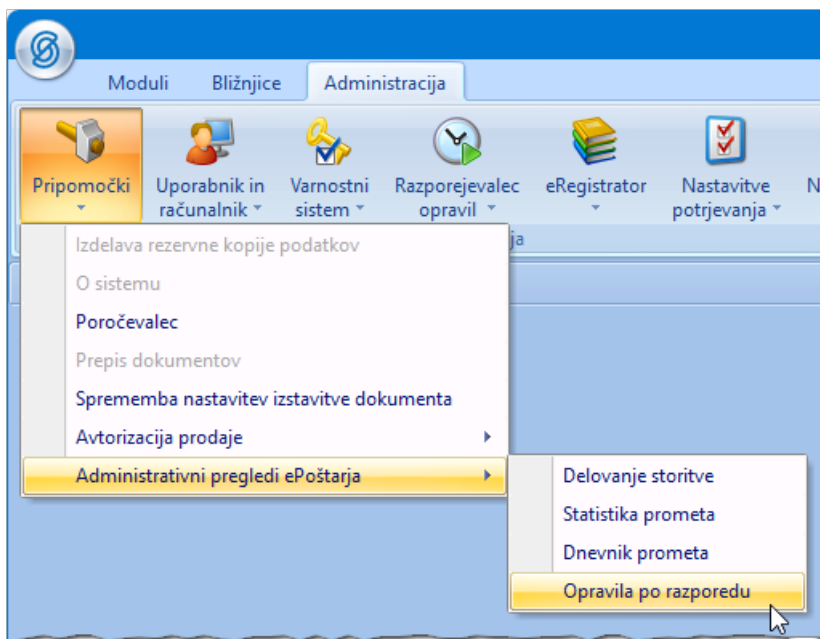 Moduli Bližnjice Administracija
Pripomočki Uporabnik in Varnostni Razporejevalec eRegistrator Nastavitve
računalnik sistem opravil potrjevanja
Izdelava rezervne kopije podatkov
O sistemu
Poročevalec
Prepis dokumentov
Sprememba nastavitev izstavitve dokumenta
Avtorizacija prodaje
Administrativni pregledi ePoštarja
Delovanje storitve
Statistika prometa
Dnevnik prometa
Opravila po razporedu